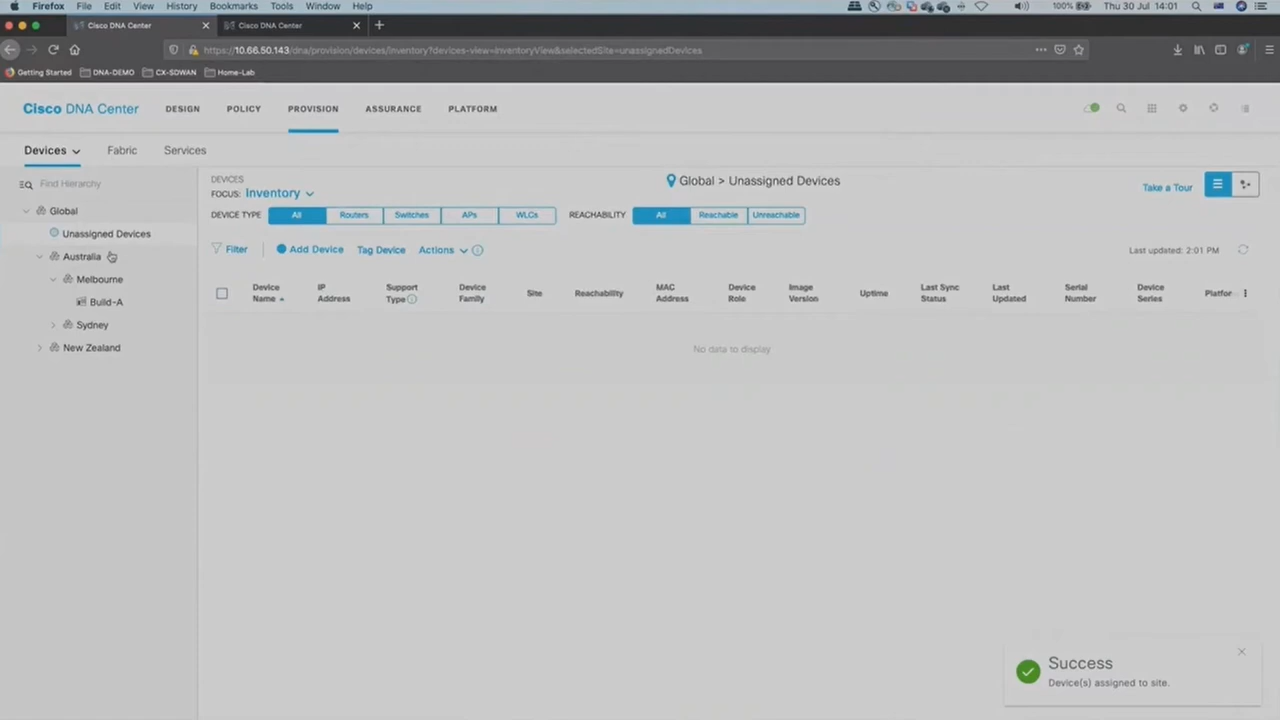 Firefox File Edit View History Bookmarks Tools Window Help 100% Thu 30 Jul 14:01
Cisco DNA Center Cisco DNA Center
https://10.66.50.143/dna/provision/devices/inventory?devices-view=inventoryView&selectedSite=unassignedDevices
Getting Started DNA-DEMO CX-SDWAN Home-Lab
Cisco DNA Center DESIGN POLICY PROVISION ASSURANCE PLATFORM
Devices Fabric Services
Find Hierarchy
Global
Unassigned Devices
Australia
Melbourne
Build-A
Sydney
New Zealand
DEVICES
FOCUS: Inventory
Global > Unassigned Devices
Take a Tour
DEVICE TYPE All Routers Switches APs WLCs REACHABILITY All Reachable Unreachable
Filter Add Device Tag Device Actions Last updated: 2:01 PM
Device Name IP Address Support Type Device Family Site Reachability MAC Address Device Role Image Version Uptime Last Sync Status Last Updated Serial Number Device Series Platfor
No data to display
Success
Device(s) assigned to site.